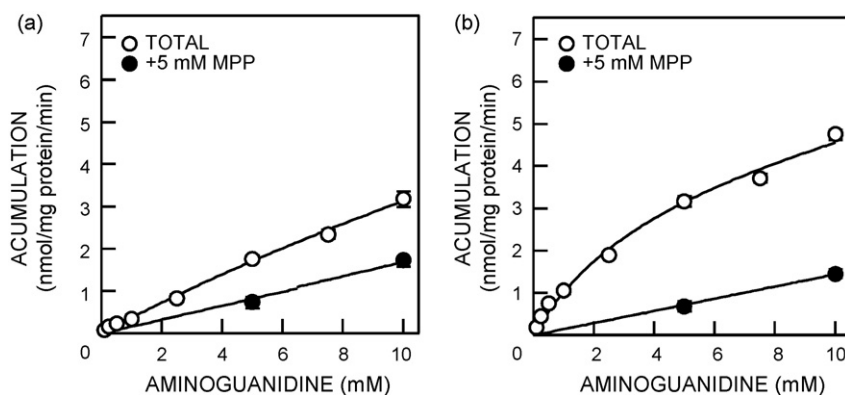 (a)
TOTAL
+5 mM MPP
7
6
5
4
3
2
1
0
2 4 6 8 10
ACUMULATION
(nmol/mg protein/min)
AMINOGUANIDINE (mM)
(b)
TOTAL
+5 mM MPP
7
6
5
4
3
2
1
0
2 4 6 8 10
ACUMULATION
(nmol/mg protein/min)
AMINOGUANIDINE (mM)